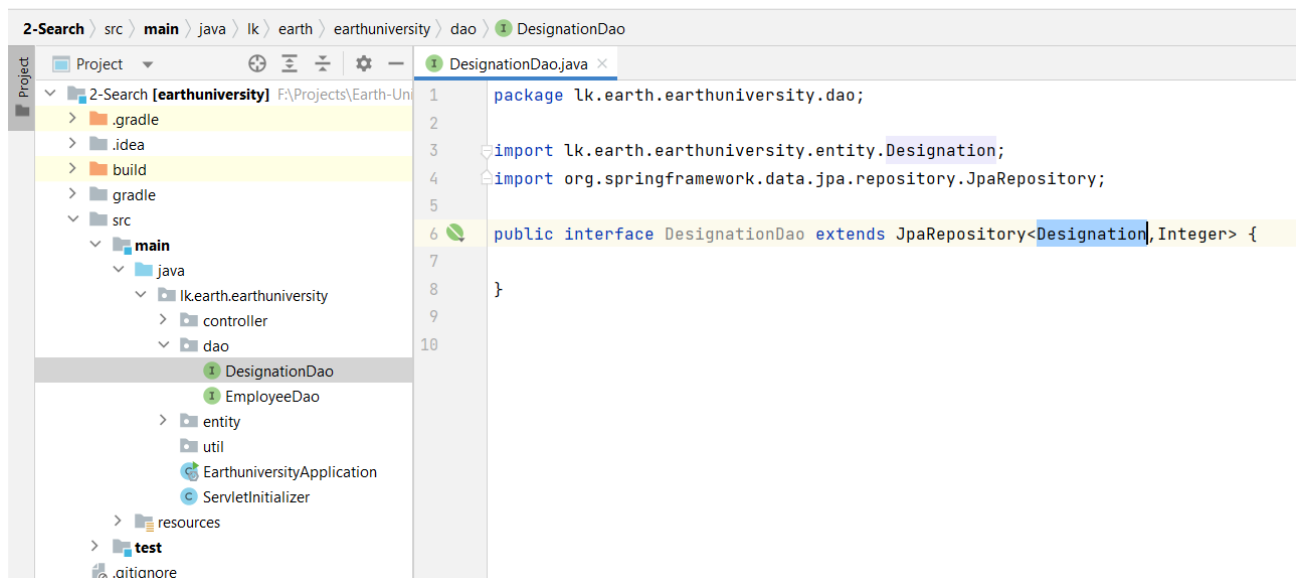 2-Search 〉 src 〉 main 〉 java 〉 lk 〉 earth 〉 earthuniversity 〉 dao 〉 I DesignationDao
Project
Project
I DesignationDao.java ×
2-Search [earthuniversity] F:\Projects\Earth-Uni
.gradle
.idea
build
gradle
src
main
java
lk.earth.earthuniversity
controller
dao
I DesignationDao
I EmployeeDao
entity
util
EarthuniversityApplication
C ServletInitializer
resources
test
.gitignore
1 package lk.earth.earthuniversity.dao;
2
3 import lk.earth.earthuniversity.entity.Designation;
4 import org.springframework.data.jpa.repository.JpaRepository;
5
6 public interface DesignationDao extends JpaRepository<Designation,Integer> {
7
8 }
9
10